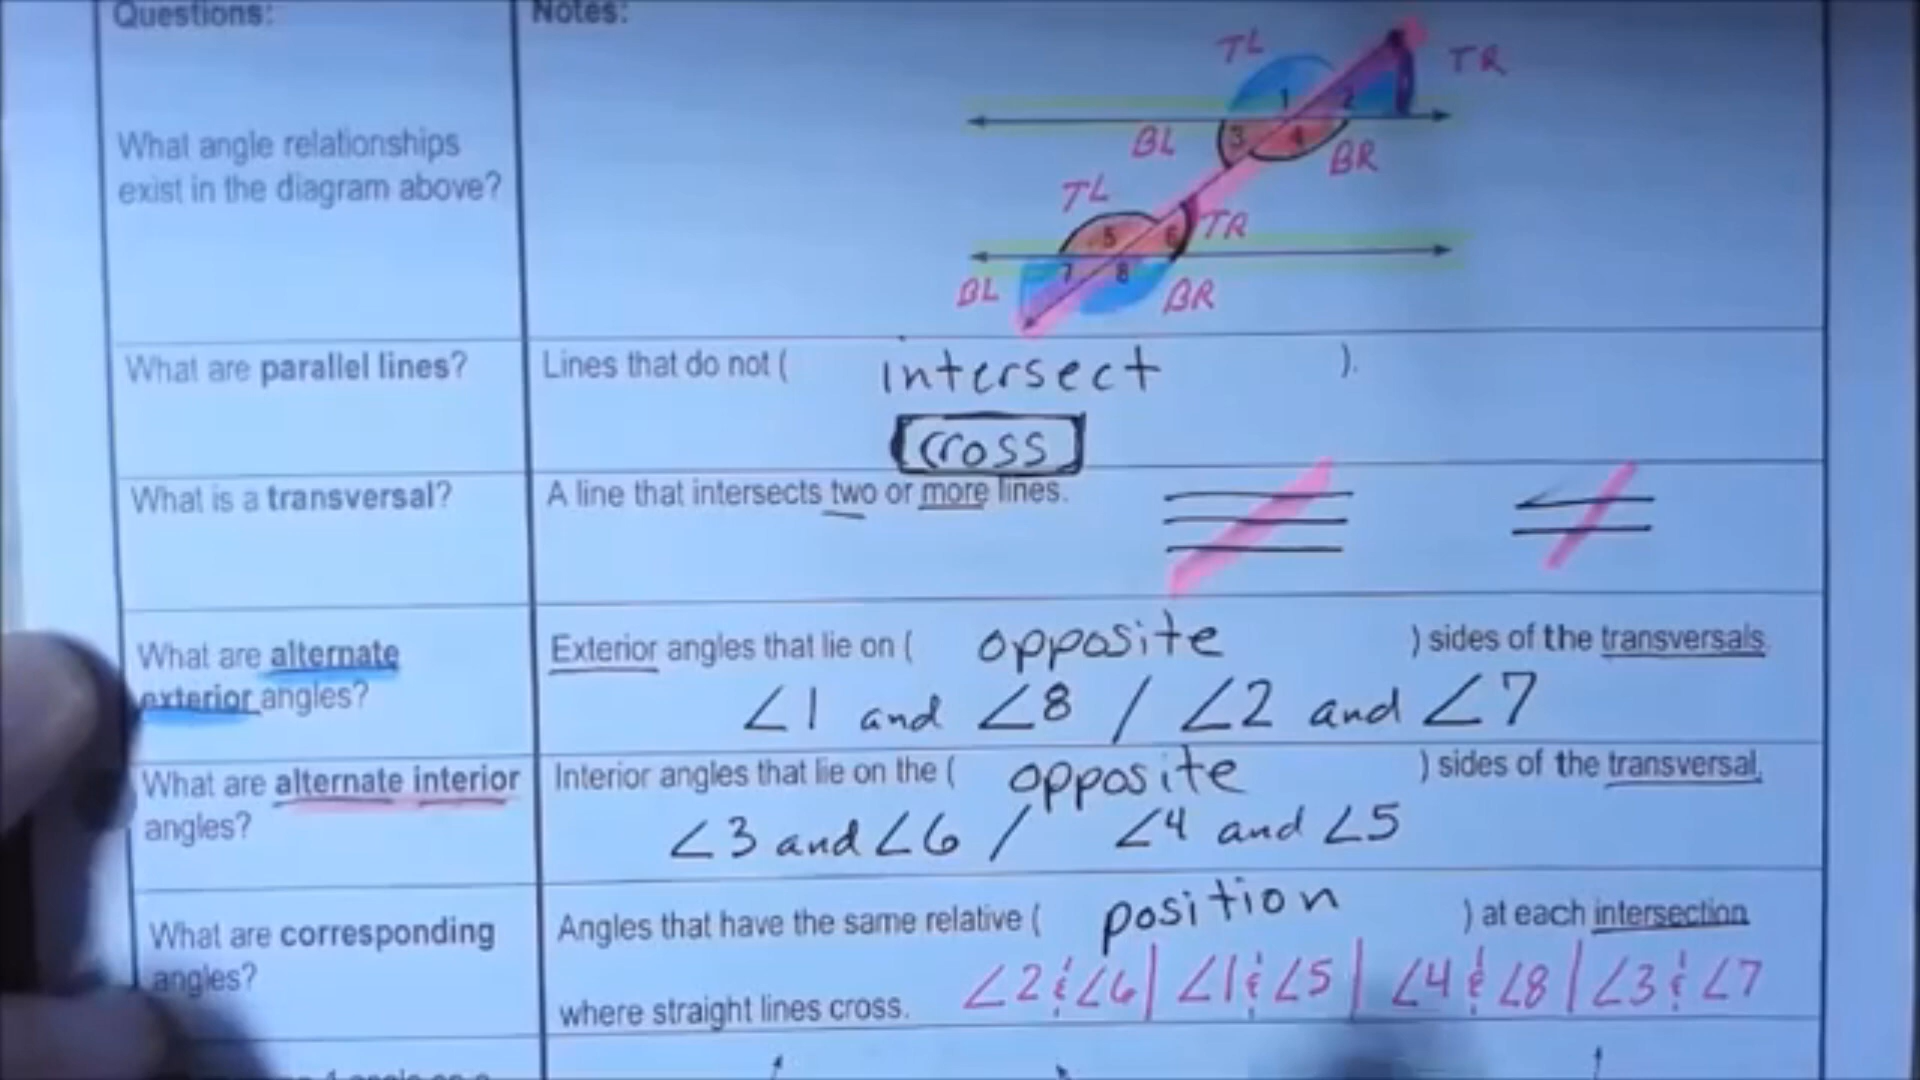 Questions:
Notes:
What angle relationships
exist in the diagram above?
TL
TR
1
2
BL
3
4
BR
TL
5
6
TR
BL
7
8
BR
What are parallel lines?
Lines that do not ( intersect ).
cross
What is a transversal?
A line that intersects two or more lines.
What are alternate
exterior angles?
Exterior angles that lie on ( opposite ) sides of the transversals.
∠1 and ∠8 / ∠2 and ∠7
What are alternate interior
angles?
Interior angles that lie on the ( opposite ) sides of the transversal.
∠3 and ∠6 / ∠4 and ∠5
What are corresponding
angles?
Angles that have the same relative ( position ) at each intersection
where straight lines cross. ∠2 & ∠6 | ∠1 & ∠5 | ∠4 & ∠8 | ∠3 & ∠7